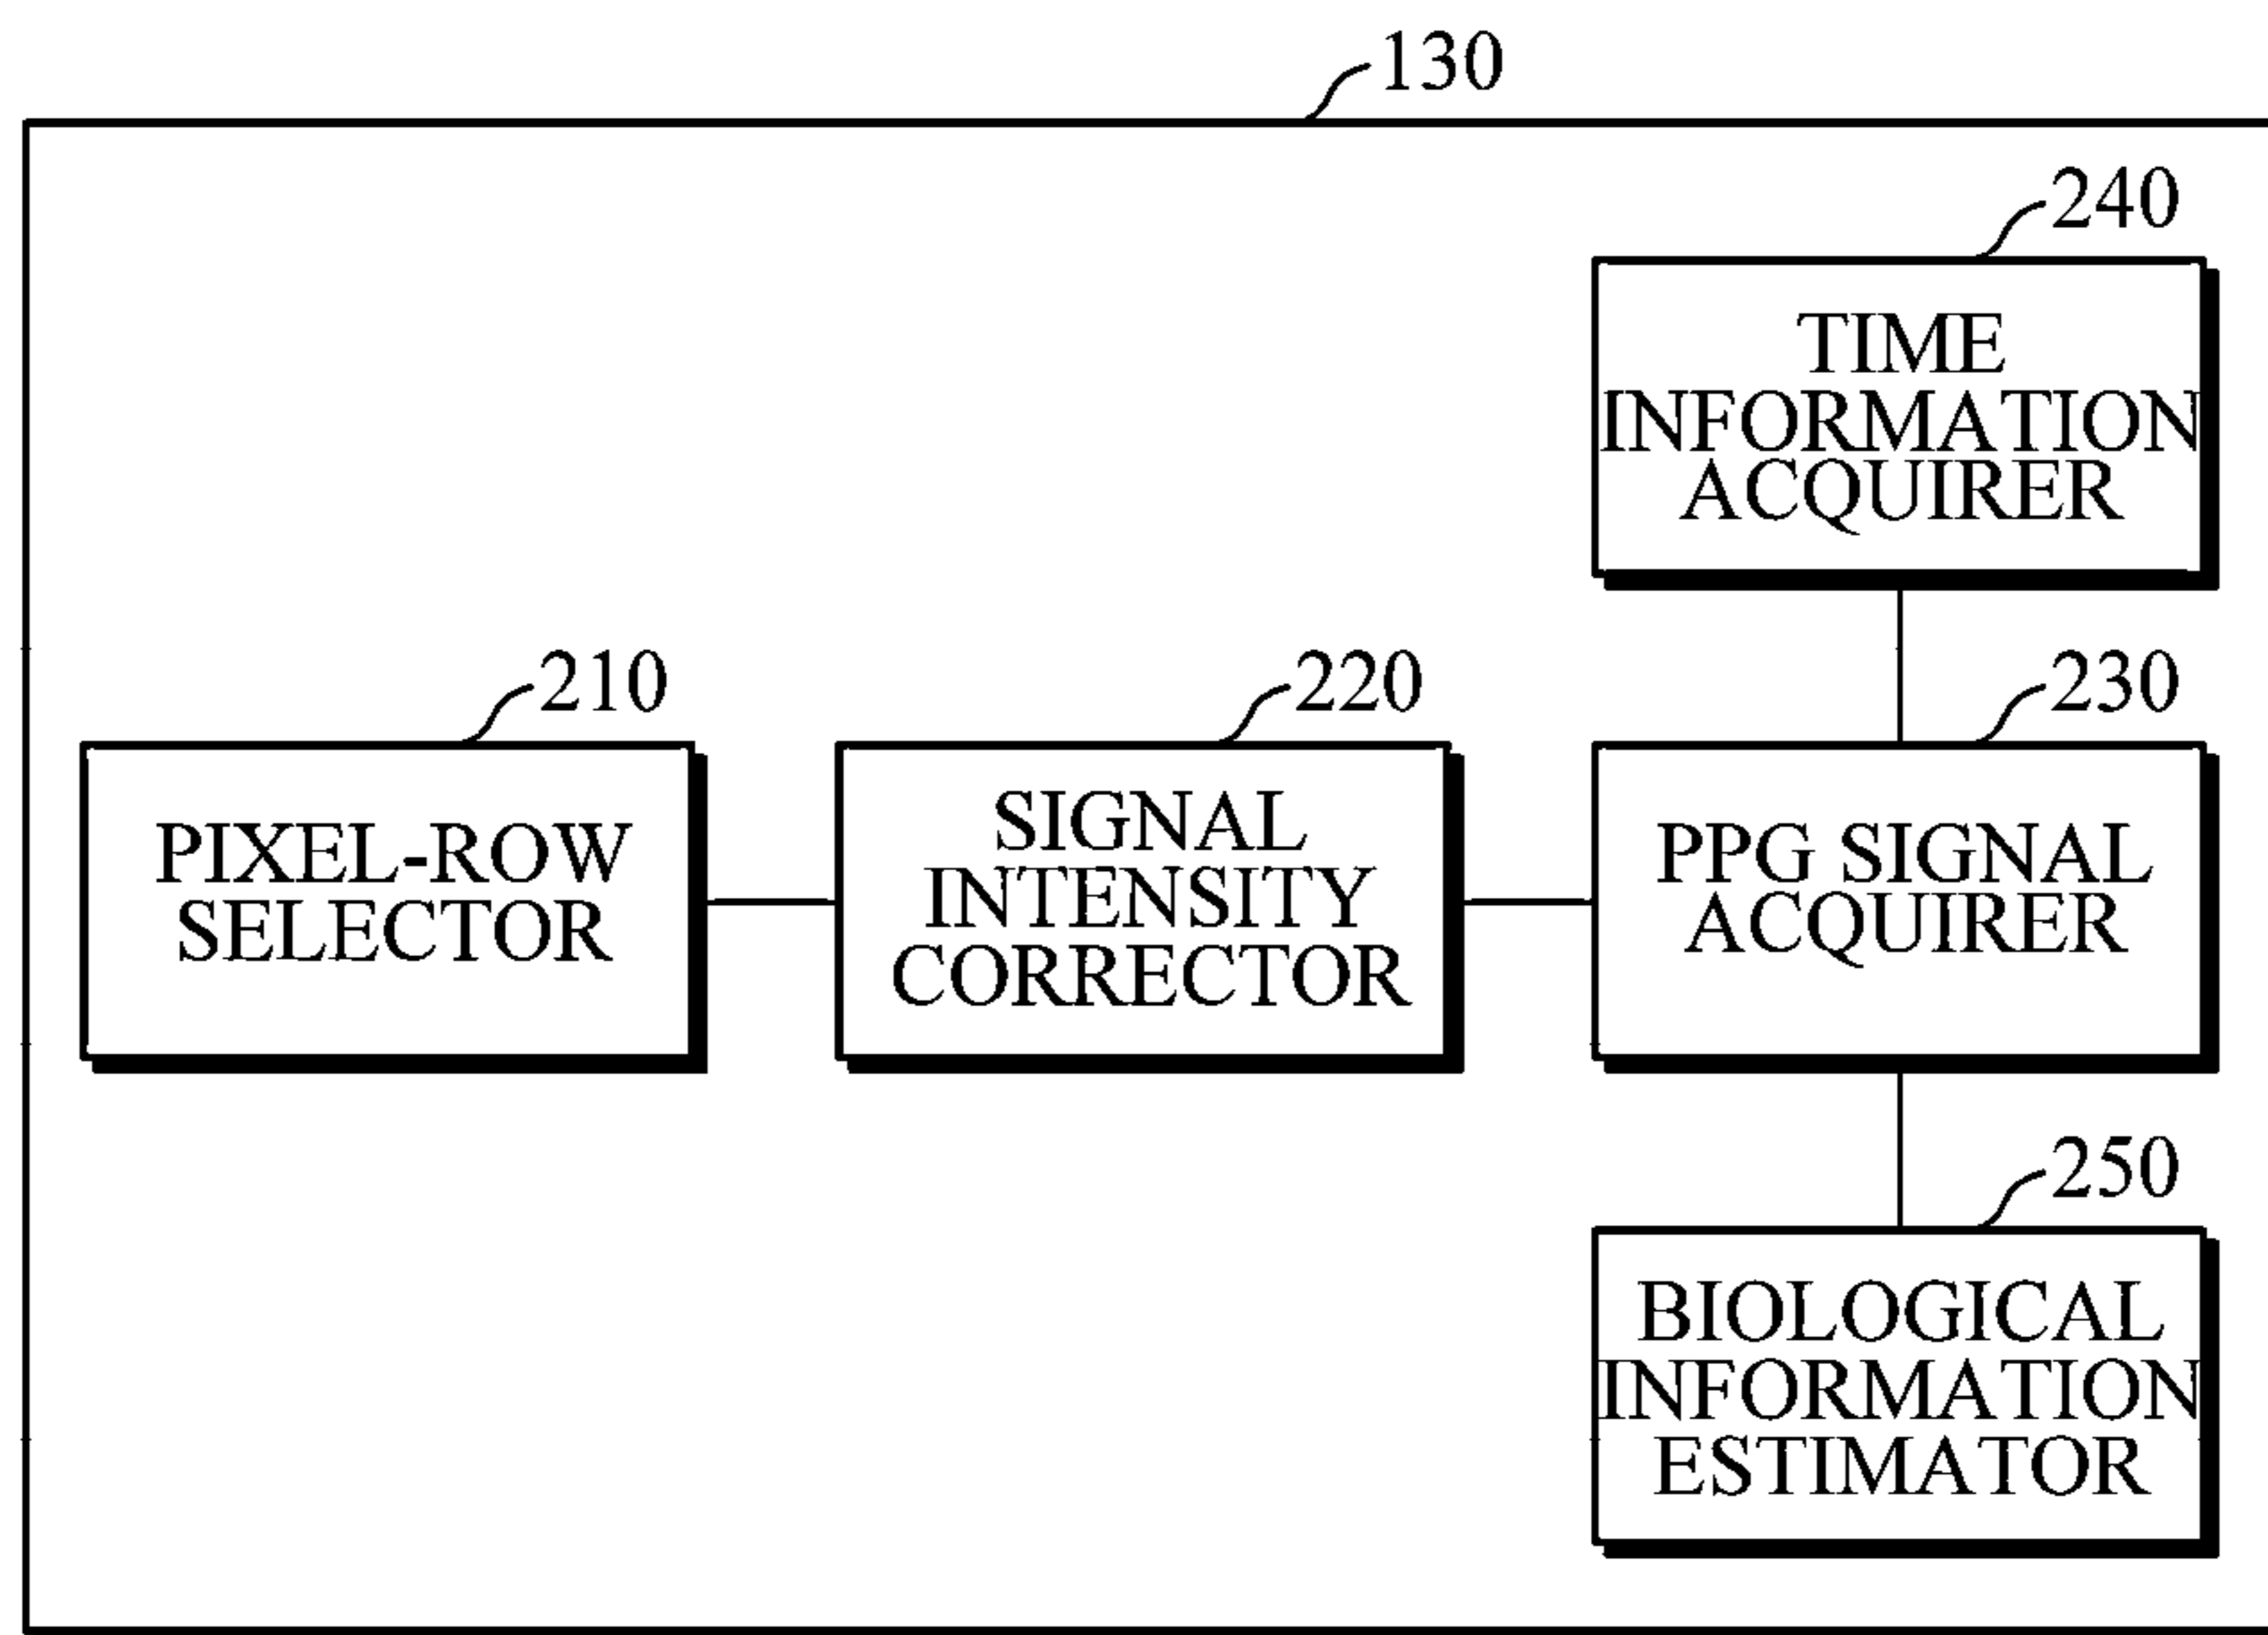 130
240
TIME
INFORMATION
ACQUIRER
210
PIXEL-ROW
SELECTOR
220
SIGNAL
INTENSITY
CORRECTOR
230
PPG SIGNAL
ACQUIRER
250
BIOLOGICAL
INFORMATION
ESTIMATOR